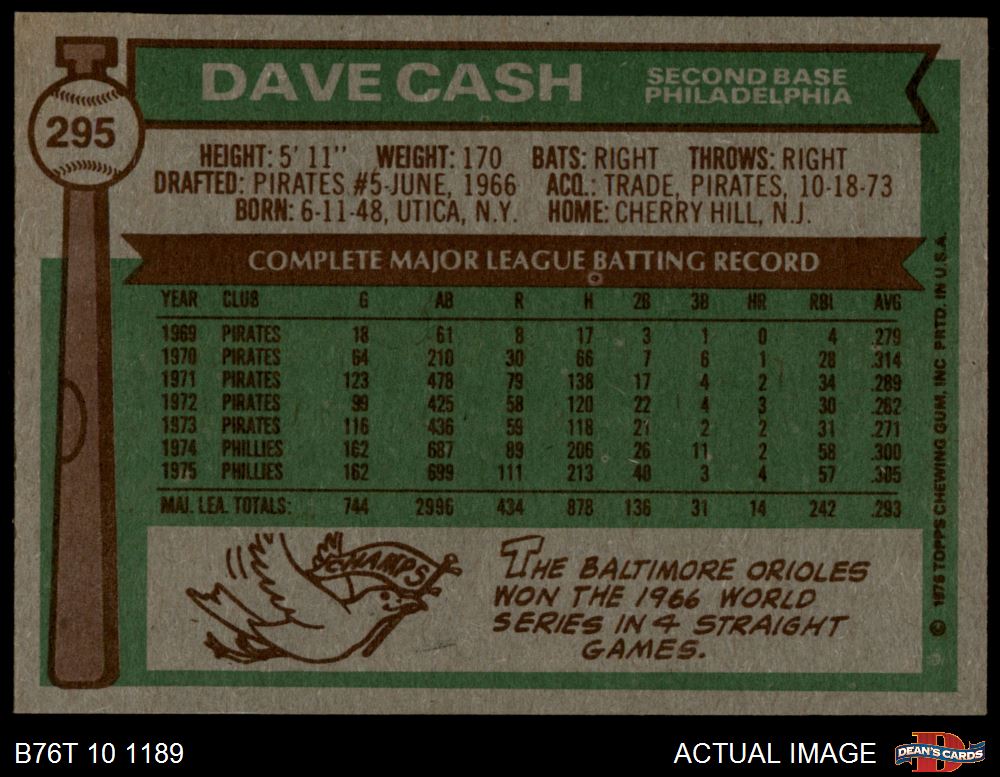 295
DAVE CASH
SECOND BASE
PHILADELPHIA
HEIGHT: 5' 11" WEIGHT: 170 BATS: RIGHT THROWS: RIGHT
DRAFTED: PIRATES #5-JUNE, 1966 ACQ.: TRADE, PIRATES, 10-18-73
BORN: 6-11-48, UTICA, N.Y. HOME: CHERRY HILL, N.J.
COMPLETE MAJOR LEAGUE BATTING RECORD
YEAR CLUB G AB R H 2B 3B HR RBI AVG
1969 PIRATES 18 61 8 17 3 1 0 4 .279
1970 PIRATES 64 210 30 66 7 6 1 28 .314
1971 PIRATES 123 478 79 138 17 4 2 34 .289
1972 PIRATES 99 425 58 120 22 4 3 30 .282
1973 PIRATES 116 436 59 118 21 2 2 31 .271
1974 PHILLIES 162 687 89 206 26 11 2 58 .300
1975 PHILLIES 162 699 111 213 40 3 4 57 .305
MAJ. LEA. TOTALS: 744 2996 434 878 136 31 14 242 .293
CHAMPS
THE BALTIMORE ORIOLES
WON THE 1966 WORLD
SERIES IN 4 STRAIGHT
GAMES.
© 1976 TOPPS CHEWING GUM, INC PRTD. IN U.S.A.
B76T 10 1189
ACTUAL IMAGE
D
DEAN'S CARDS